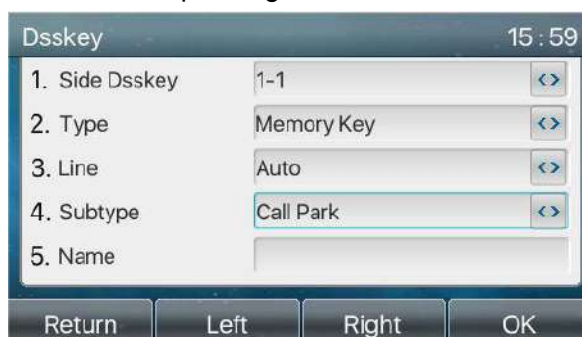 Dsskey 15:59
1. Side Dsskey 1-1 <>
2. Type Memory Key <>
3. Line Auto <>
4. Subtype Call Park <>
5. Name
Return Left Right OK